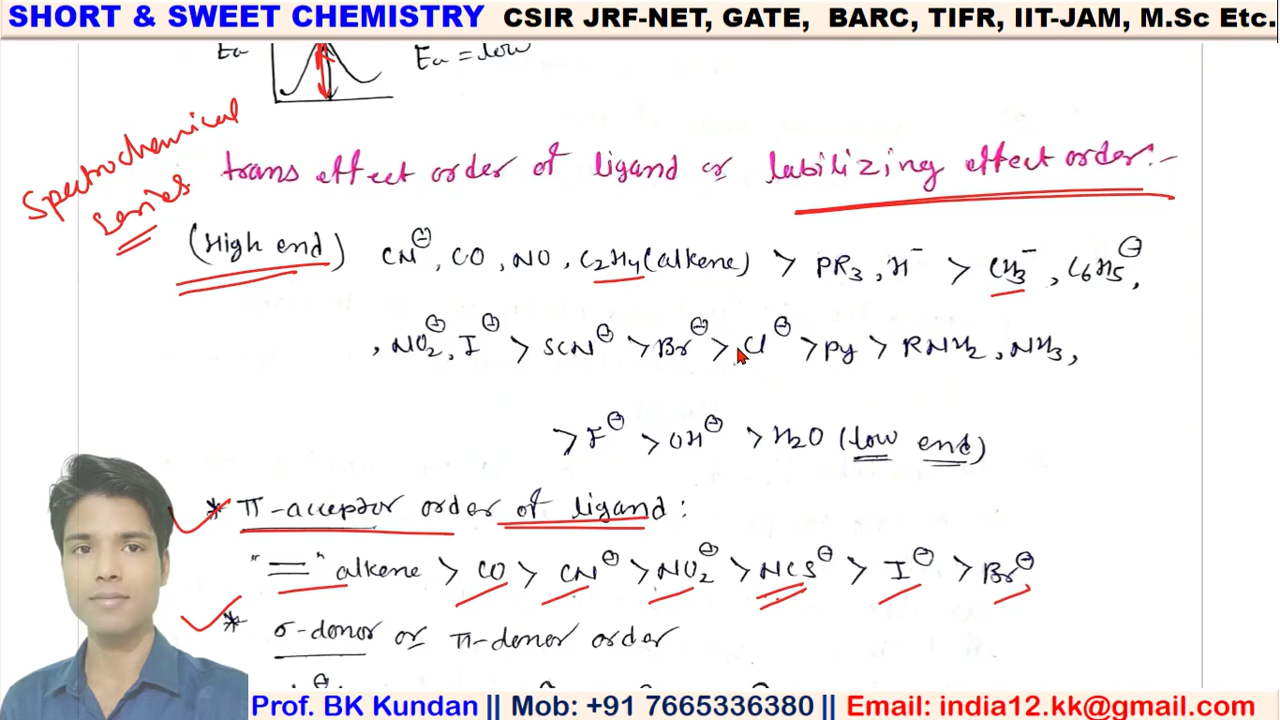 SHORT & SWEET CHEMISTRY CSIR JRF-NET, GATE, BARC, TIFR, IIT-JAM, M.Sc Etc.
Ea Ea = low
Spectrochemical
series
trans effect order of ligand or labilizing effect order:-
(High end) CN⊖, CO, NO, C2H4(alkene) > PR3, H⁻ > CH3⁻, C6H5⊖,
, NO2⊖, I⊖ > SCN⊖ > Br⊖ > Cl⊖ > Py > RNH2, NH3,
> F⊖ > OH⊖ > H2O (low end)
* π-acceptor order of ligand:
"=" alkene > CO > CN⊖ > NO2⊖ > NCS⊖ > I⊖ > Br⊖
* σ-donor or π-donor order
Prof. BK Kundan || Mob: +91 7665336380 || Email: india12.kk@gmail.com